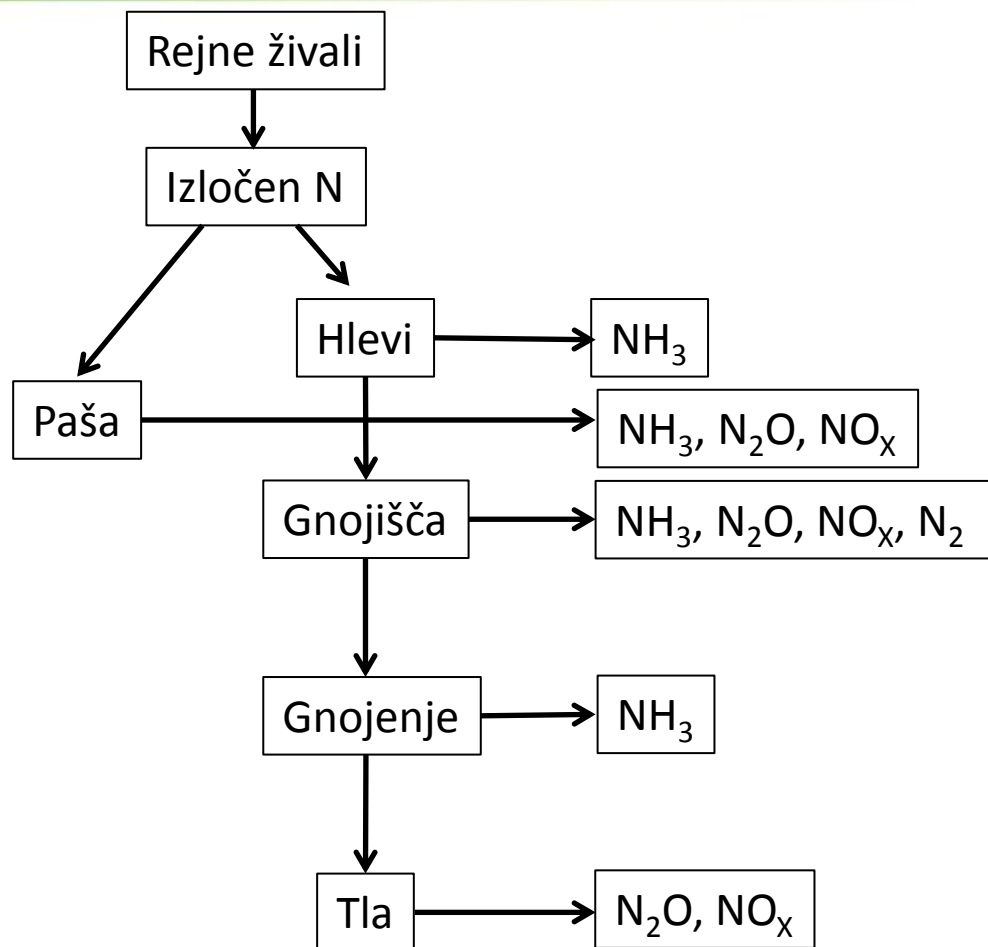 Rejne živali
Izločen N
Hlevi
NH₃
Paša
NH₃, N₂O, NOₓ
Gnojišča
NH₃, N₂O, NOₓ, N₂
Gnojenje
NH₃
Tla
N₂O, NOₓ